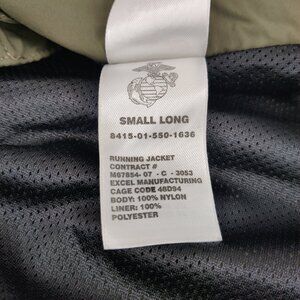 SMALL LONG
8415-01-550-1636
RUNNING JACKET
CONTRACT #
M67854- 07 - C - 3053
EXCEL MANUFACTURING
CAGE CODE 46D94
BODY: 100% NYLON
LINER: 100%
POLYESTER